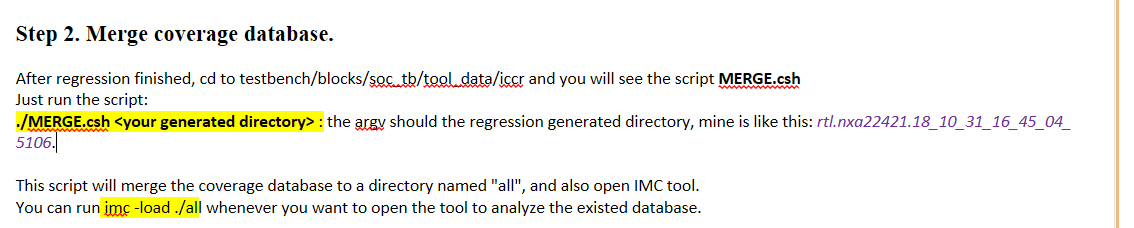 Step 2. Merge coverage database.
After regression finished, cd to testbench/blocks/soc_tb/tool_data/iccr and you will see the script MERGE.csh
Just run the script:
./MERGE.csh <your generated directory> : the argv should the regression generated directory, mine is like this: rtl.nxa22421.18_10_31_16_45_04_
5106.
This script will merge the coverage database to a directory named "all", and also open IMC tool.
You can run imc -load ./all whenever you want to open the tool to analyze the existed database.